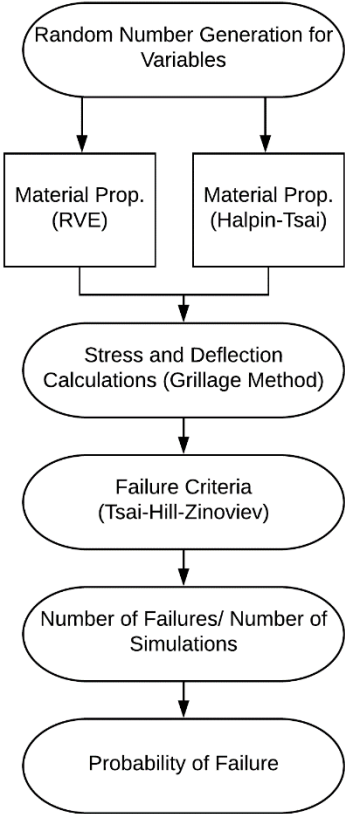 Random Number Generation for
Variables
Material Prop.
(RVE)
Material Prop.
(Halpin-Tsai)
Stress and Deflection
Calculations (Grillage Method)
Failure Criteria
(Tsai-Hill-Zinoviev)
Number of Failures/ Number of
Simulations
Probability of Failure